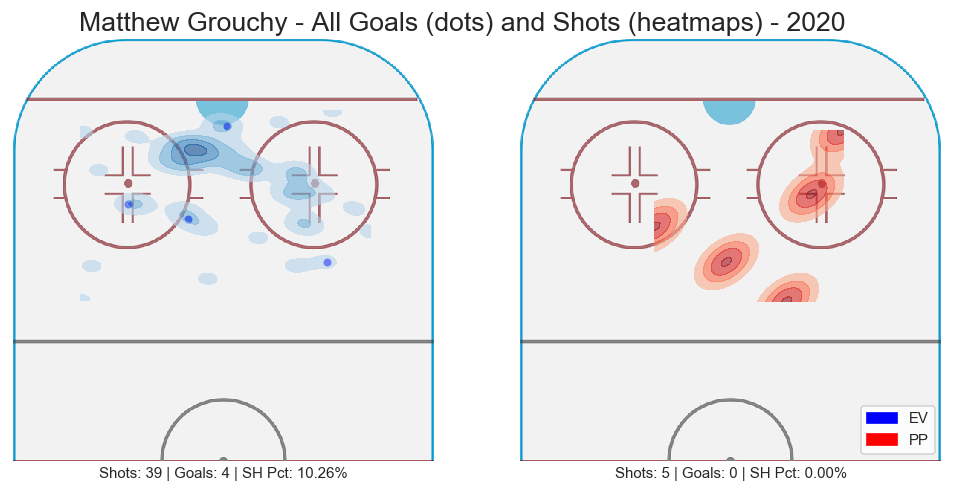 Matthew Grouchy - All Goals (dots) and Shots (heatmaps) - 2020
EV
PP
Shots: 39 | Goals: 4 | SH Pct: 10.26%
Shots: 5 | Goals: 0 | SH Pct: 0.00%